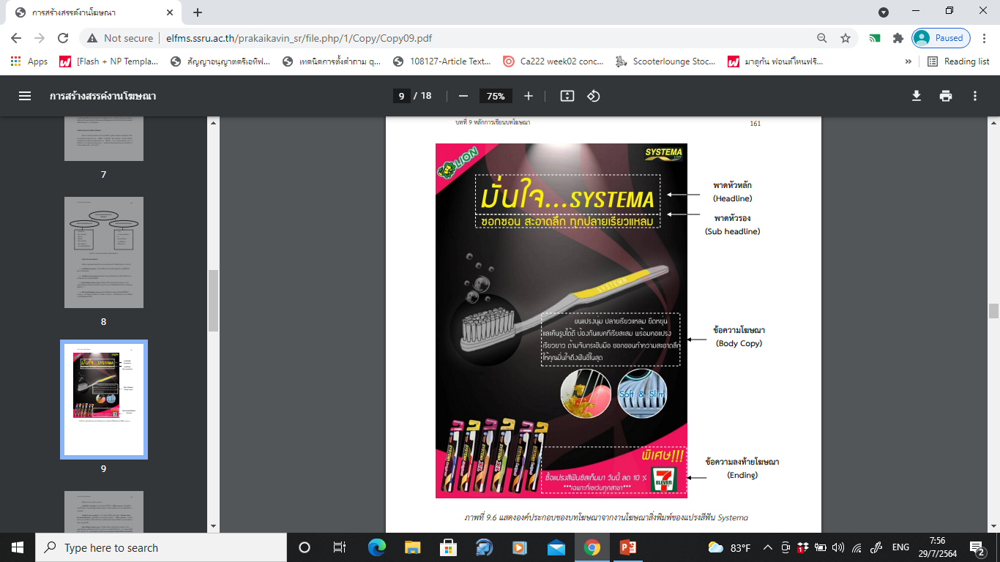 การสร้างสรรค์งานโฆษณา
Not secure
elfms.ssru.ac.th/prakaikavin_sr/file.php/1/Copy/Copy09.pdf
Paused
Apps
[Flash + NP Templa...
สัญญาอนุญาตครีเอทีฟ...
เทคนิคการตั้งคำถาม q...
108127-Article Text...
Ca222 week02 conc...
Scooterlounge Stoc...
มาดูกัน ฟอนต์ไหนฟรี...
»
Reading list
การสร้างสรรค์งานโฆษณา
9 / 18
75%
7
8
9
บทที่ 9 หลักการเขียนบทโฆษณา
161
LION
SYSTEMA
LION
มั่นใจ...SYSTEMA
ซอกซอน สะอาดลึก ทุกปลายเรียวแหลม
พาดหัวหลัก
(Headline)
พาดหัวรอง
(Sub headline)
SYSTEMA
ขนแปรงนุ่ม ปลายเรียวแหลม ยืดหยุ่น
และคืนรูปได้ดี ป้องกันแบคทีเรียสะสม พร้อมคอแปรง
เรียวยาว ด้ามจับกระชับมือ ซอกซอนทำความสะอาดลึก
ให้คุณมั่นใจถึงฟันซี่ในสุด
ข้อความโฆษณา
(Body Copy)
Soft & Slim
พิเศษ!!!
ซื้อแปรงสีฟันซิสเท็มมา วันนี้ ลด 10 %
***เฉพาะที่เซเว่นทุกสาขา***
7
ELEVEN
ข้อความลงท้ายโฆษณา
(Ending)
ภาพที่ 9.6 แสดงองค์ประกอบของบทโฆษณาจากงานโฆษณาสิ่งพิมพ์ของแปรงสีฟัน Systema
Type here to search
83°F
ENG
7:56
29/7/2564
2